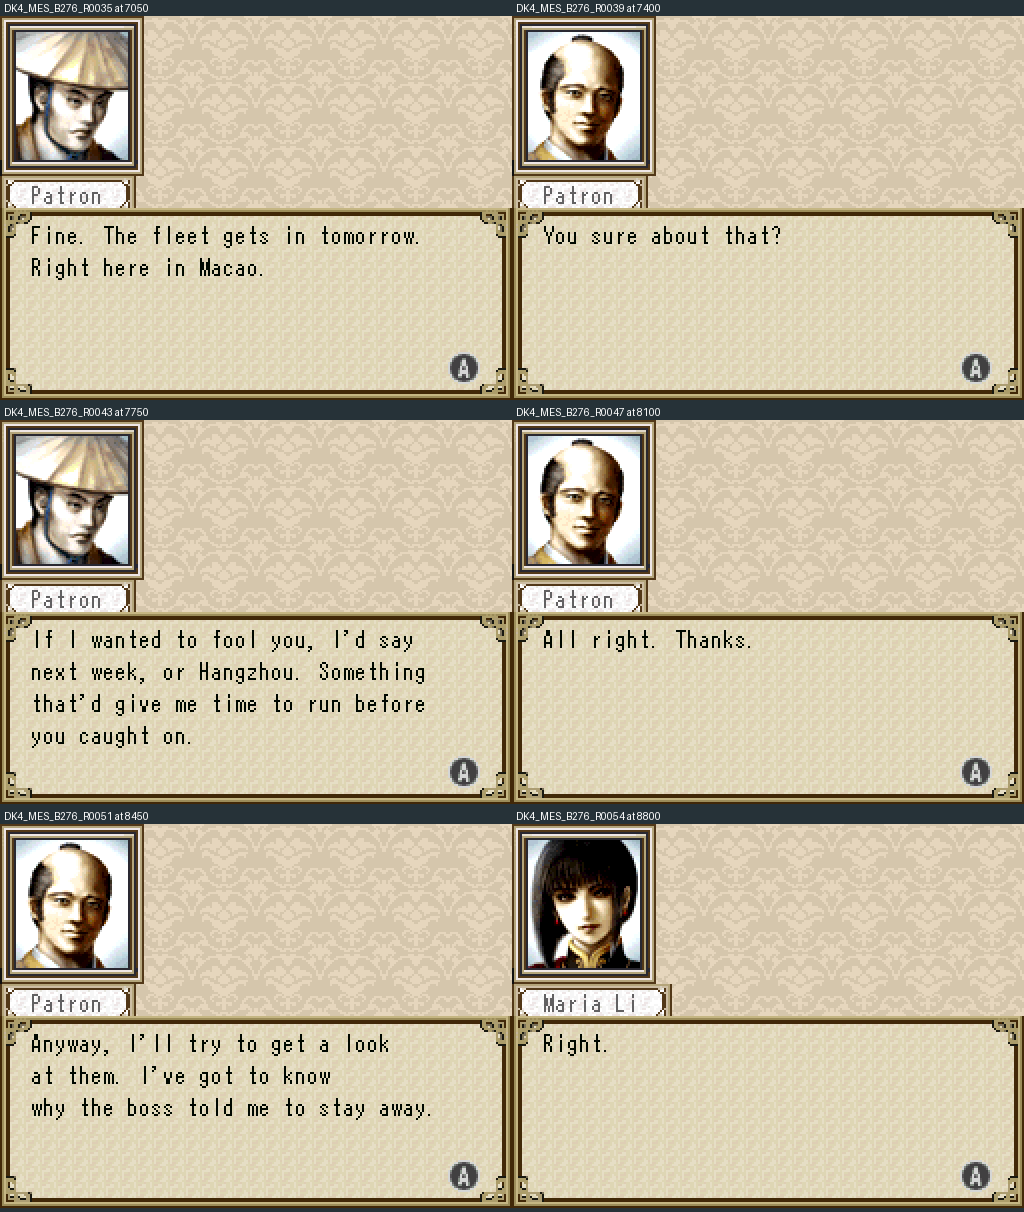 DK4_MES_B276_R0035 at 7050
Patron
Fine. The fleet gets in tomorrow.
Right here in Macao.
A
DK4_MES_B276_R0039 at 7400
Patron
You sure about that?
A
DK4_MES_B276_R0043 at 7750
Patron
If I wanted to fool you, I'd say
next week, or Hangzhou. Something
that'd give me time to run before
you caught on.
A
DK4_MES_B276_R0047 at 8100
Patron
All right. Thanks.
A
DK4_MES_B276_R0051 at 8450
Patron
Anyway, I'll try to get a look
at them. I've got to know
why the boss told me to stay away.
A
DK4_MES_B276_R0054 at 8800
Maria Li
Right.
A